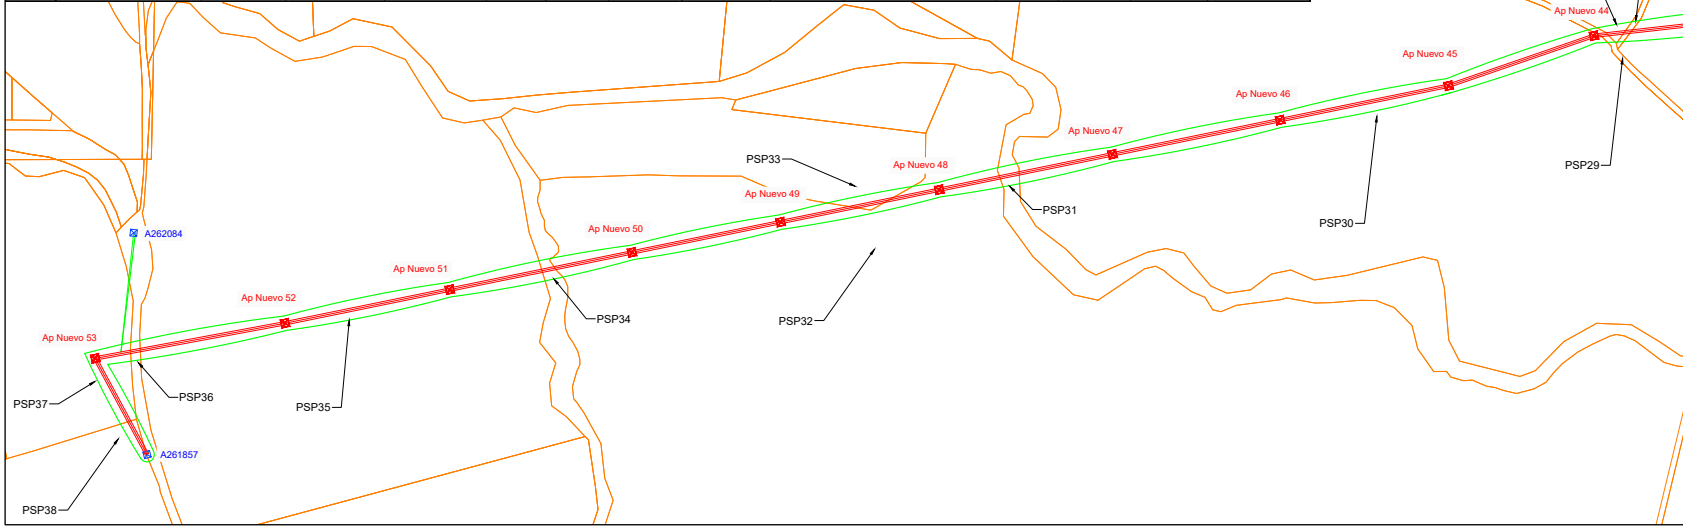 Ap Nuevo 44
Ap Nuevo 45
Ap Nuevo 46
Ap Nuevo 47
PSP33
Ap Nuevo 48
PSP29
Ap Nuevo 49
PSP31
PSP30
Ap Nuevo 50
A262084
Ap Nuevo 51
Ap Nuevo 52
PSP34
PSP32
Ap Nuevo 53
PSP36
PSP37
PSP35
A261857
PSP38